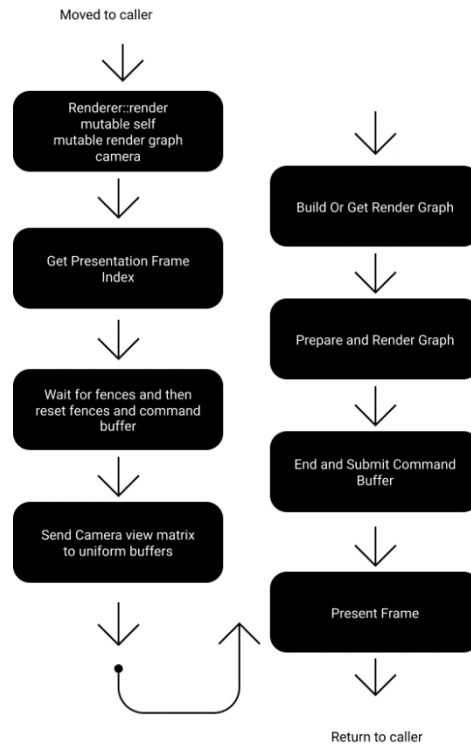 Moved to caller
Renderer::render
mutable self
mutable render graph
camera
Get Presentation Frame
Index
Wait for fences and then
reset fences and command
buffer
Send Camera view matrix
to uniform buffers
Build Or Get Render Graph
Prepare and Render Graph
End and Submit Command
Buffer
Present Frame
Return to caller